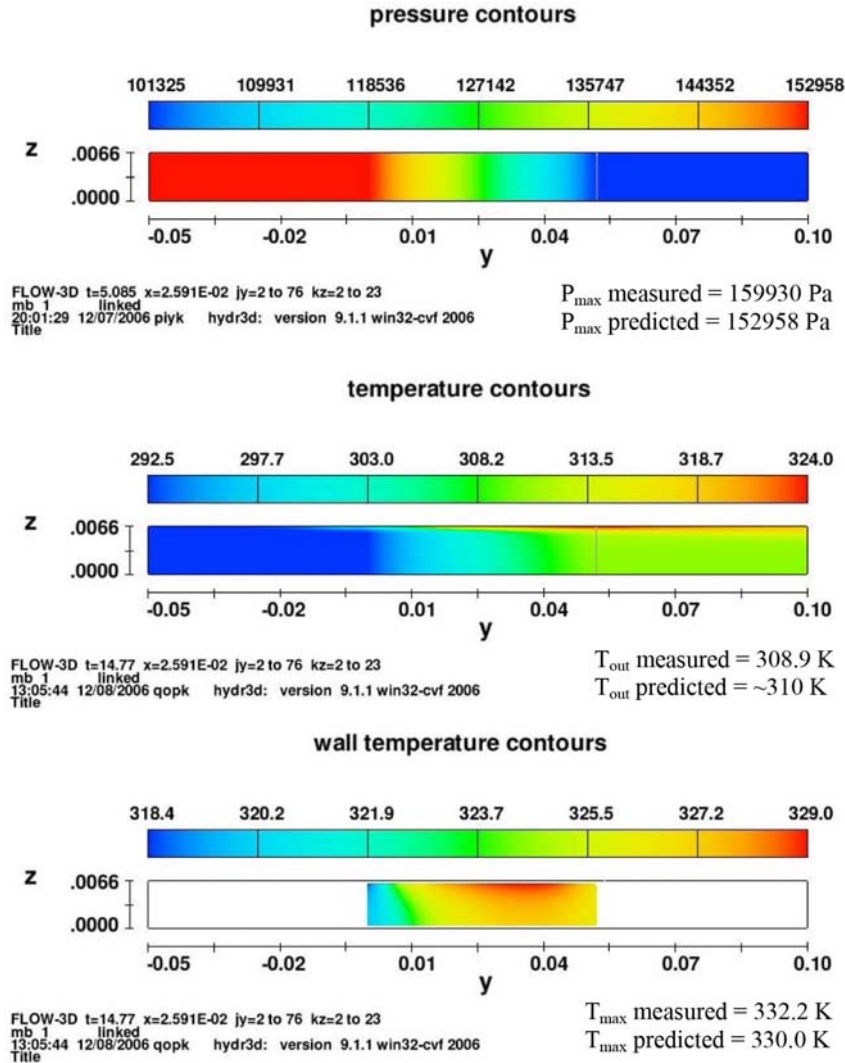 pressure contours
101325 109931 118536 127142 135747 144352 152958
z .0066
.0000
-0.05 -0.02 0.01 0.04 0.07 0.10
y
FLOW-3D t=5.085 x=2.591E-02 jy=2 to 76 kz=2 to 23
mb 1 linked
20:01:29 12/07/2006 piyk hydr3d: version 9.1.1 win32-cvf 2006
Title
Pmax measured = 159930 Pa
Pmax predicted = 152958 Pa
temperature contours
292.5 297.7 303.0 308.2 313.5 318.7 324.0
z .0066
.0000
-0.05 -0.02 0.01 0.04 0.07 0.10
y
FLOW-3D t=14.77 x=2.591E-02 jy=2 to 76 kz=2 to 23
mb 1 linked
13:05:44 12/08/2006 qopk hydr3d: version 9.1.1 win32-cvf 2006
Title
Tout measured = 308.9 K
Tout predicted = ~310 K
wall temperature contours
318.4 320.2 321.9 323.7 325.5 327.2 329.0
z .0066
.0000
-0.05 -0.02 0.01 0.04 0.07 0.10
y
FLOW-3D t=14.77 x=2.591E-02 jy=2 to 76 kz=2 to 23
mb 1 linked
13:05:44 12/08/2006 qopk hydr3d: version 9.1.1 win32-cvf 2006
Title
Tmax measured = 332.2 K
Tmax predicted = 330.0 K